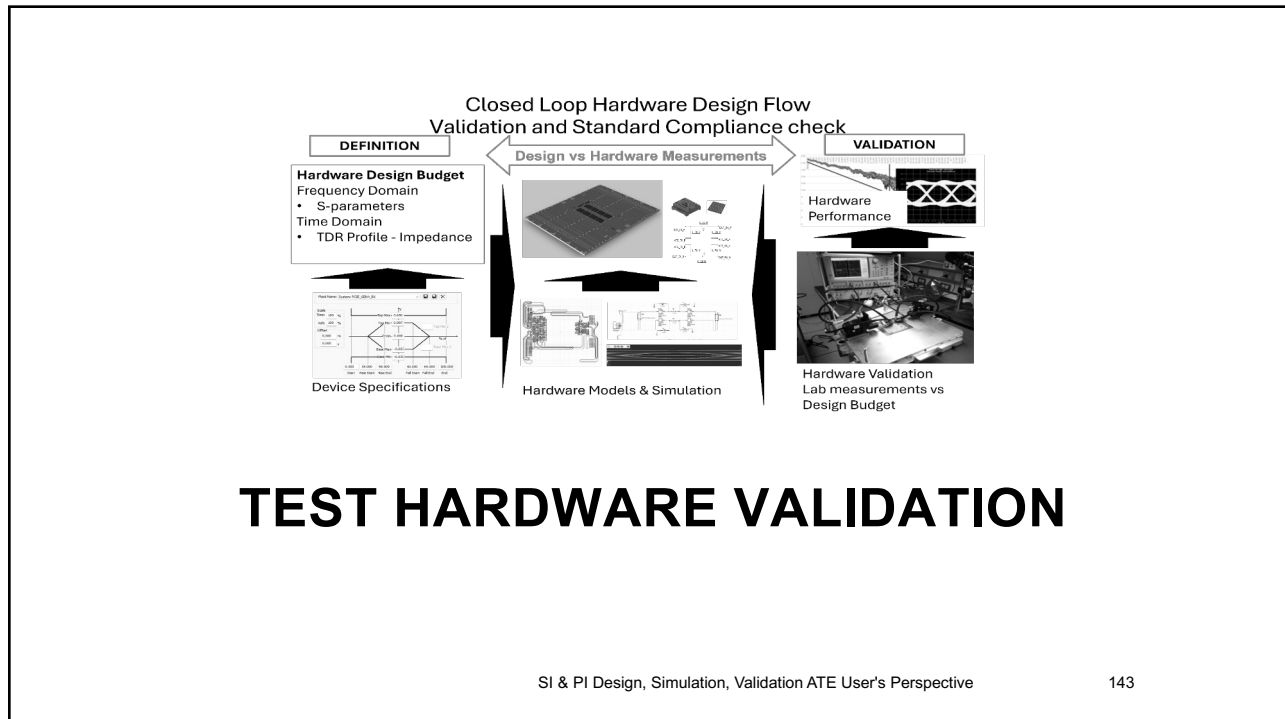 Closed Loop Hardware Design Flow
Validation and Standard Compliance check
DEFINITION
Design vs Hardware Measurements
VALIDATION
Hardware Design Budget
Frequency Domain
• S-parameters
Time Domain
• TDR Profile - Impedance
Hardware
Performance
Device Specifications
Hardware Models & Simulation
Hardware Validation
Lab measurements vs
Design Budget
TEST HARDWARE VALIDATION
SI & PI Design, Simulation, Validation ATE User's Perspective
143